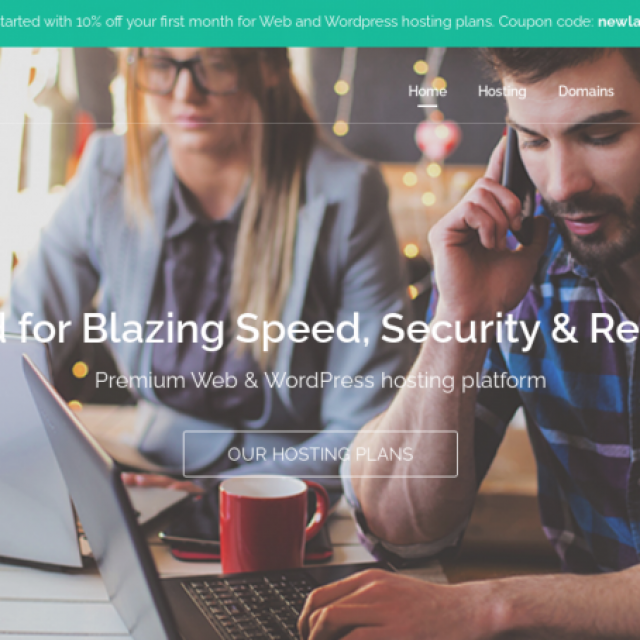 tarted with 10% off your first month for Web and Wordpress hosting plans. Coupon code: newla
Home Hosting Domains
l for Blazing Speed, Security & Re
Premium Web & WordPress hosting platform
OUR HOSTING PLANS